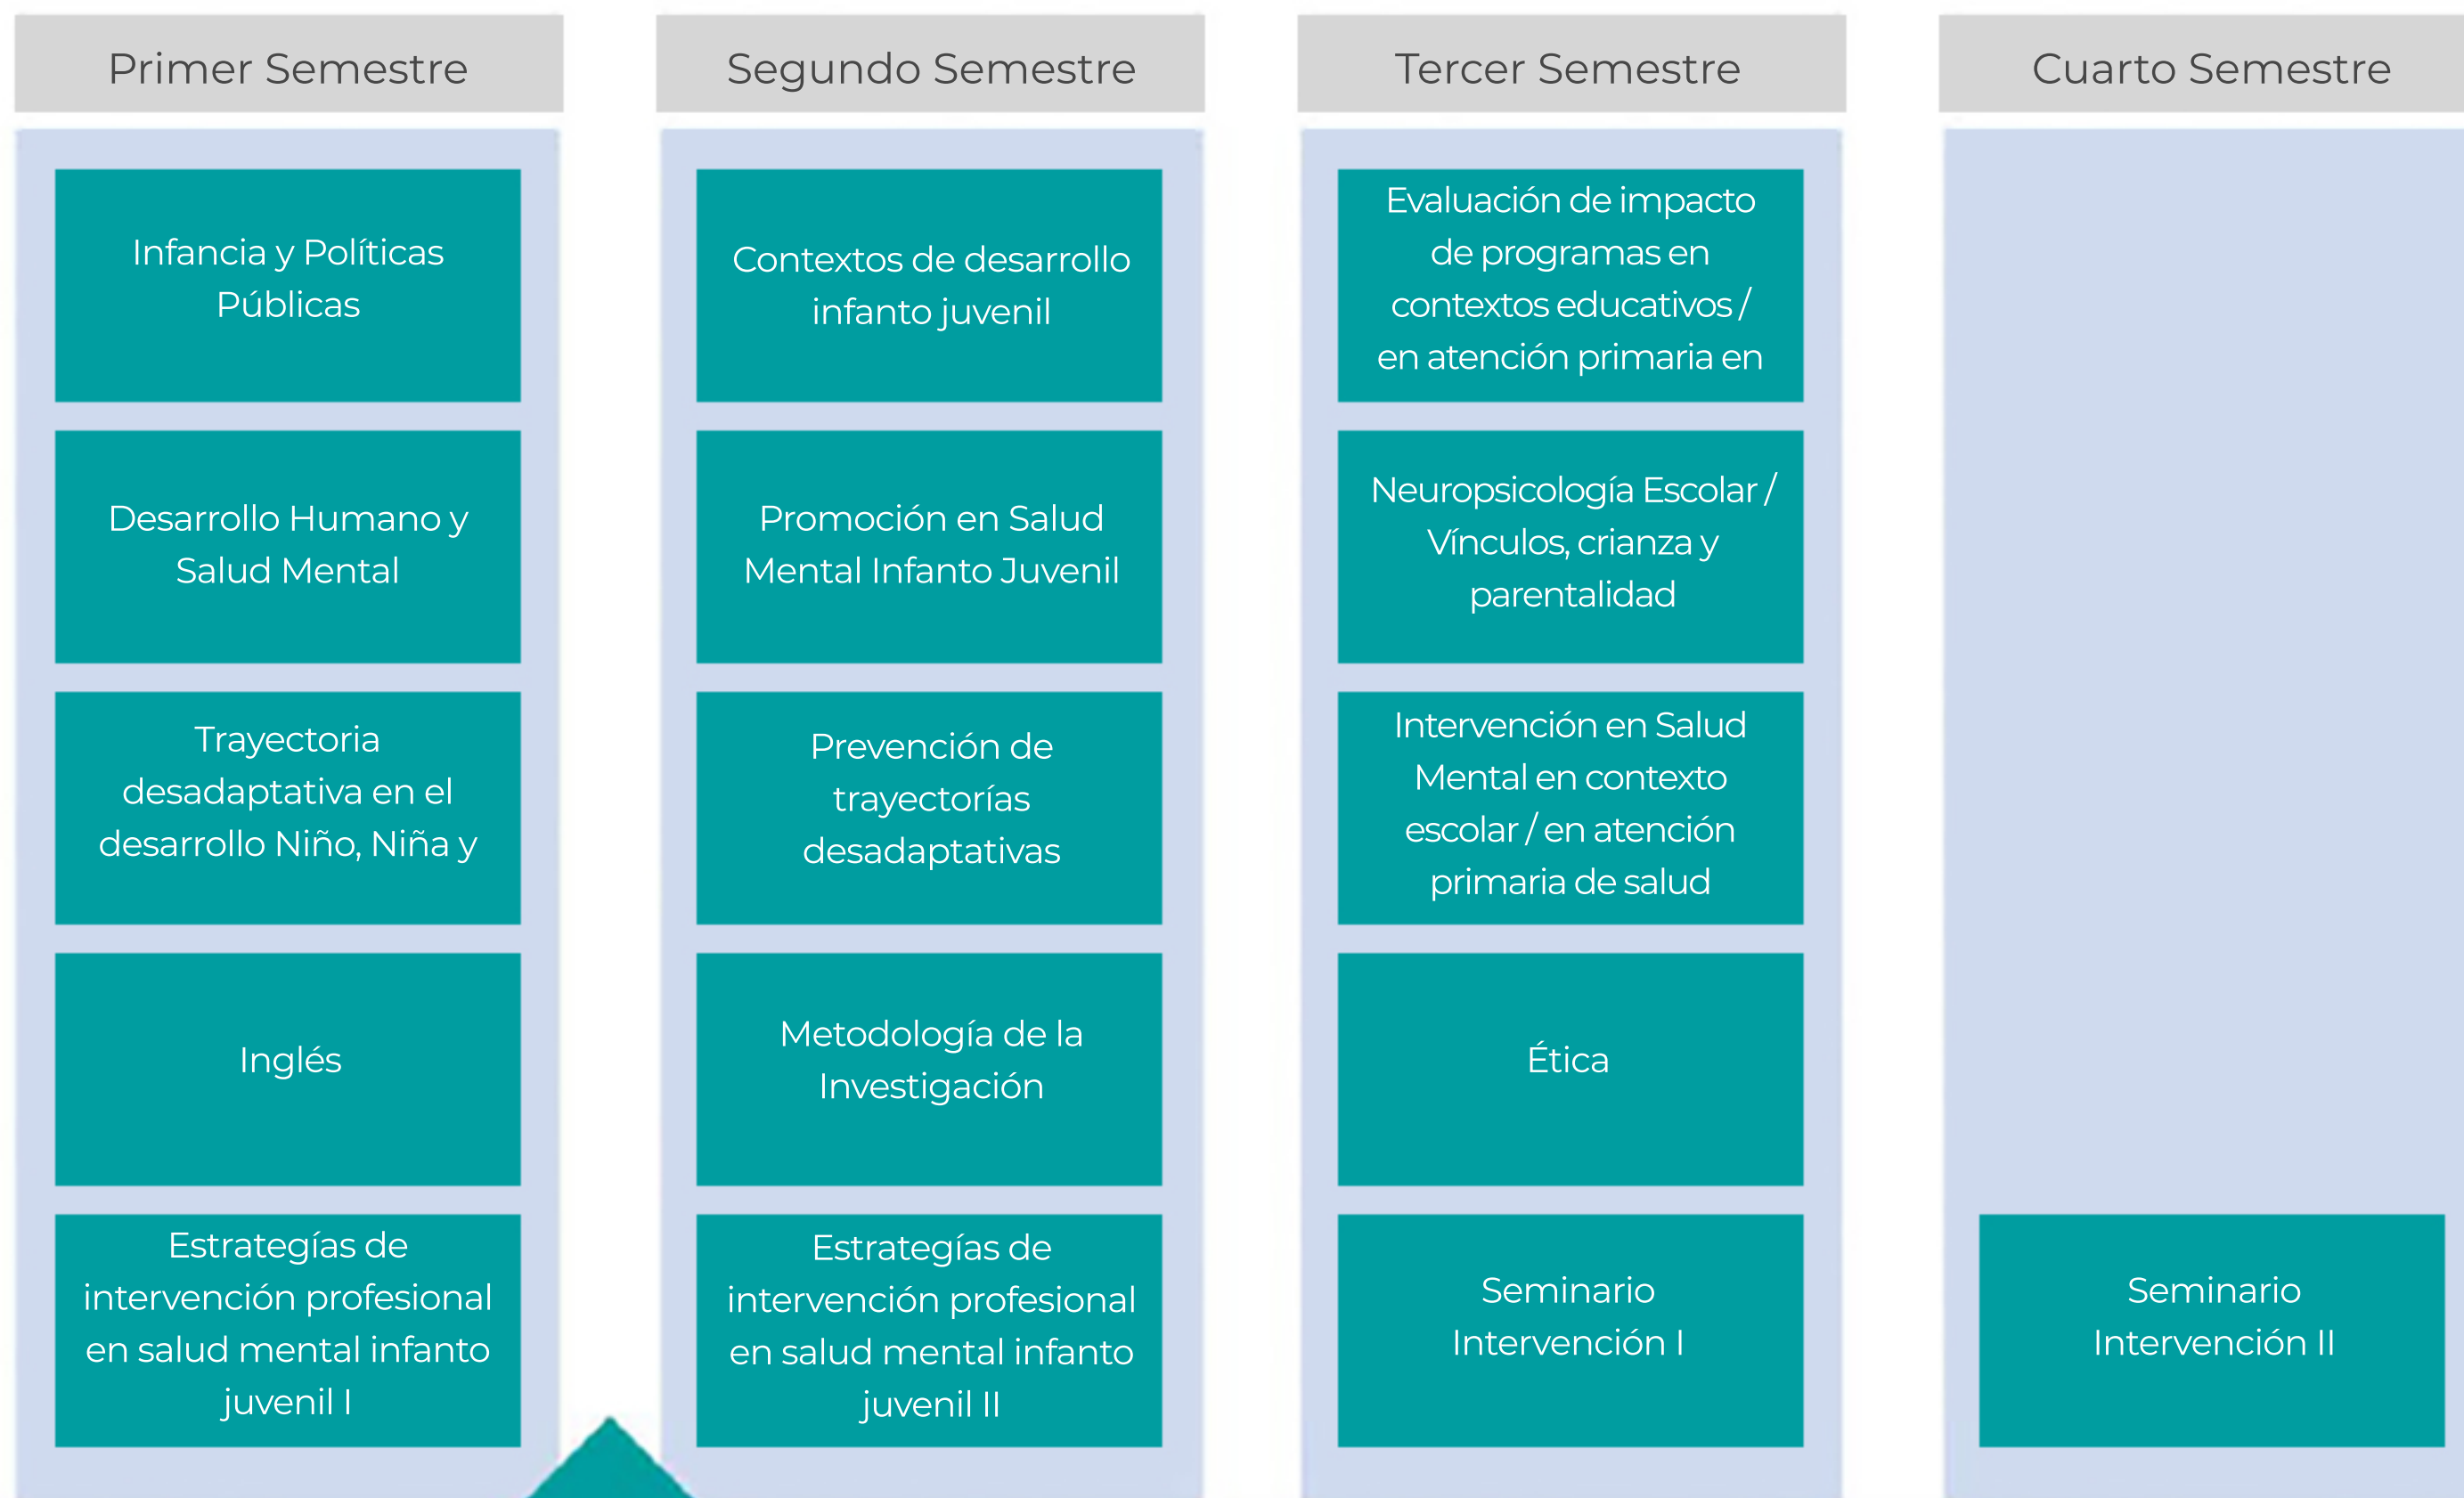 Primer Semestre
Infancia y Políticas
Públicas
Desarrollo Humano y
Salud Mental
Trayectoria
desadaptativa en el
desarrollo Niño, Niña y
Inglés
Estrategías de
intervención profesional
en salud mental infanto
juvenil I
Segundo Semestre
Contextos de desarrollo
infanto juvenil
Promoción en Salud
Mental Infanto Juvenil
Prevención de
trayectorías
desadaptativas
Metodología de la
Investigación
Estrategías de
intervención profesional
en salud mental infanto
juvenil II
Tercer Semestre
Evaluación de impacto
de programas en
contextos educativos /
en atención primaria en
Neuropsicología Escolar /
Vínculos, crianza y
parentalidad
Intervención en Salud
Mental en contexto
escolar / en atención
primaria de salud
Ética
Seminario
Intervención I
Cuarto Semestre
Seminario
Intervención II